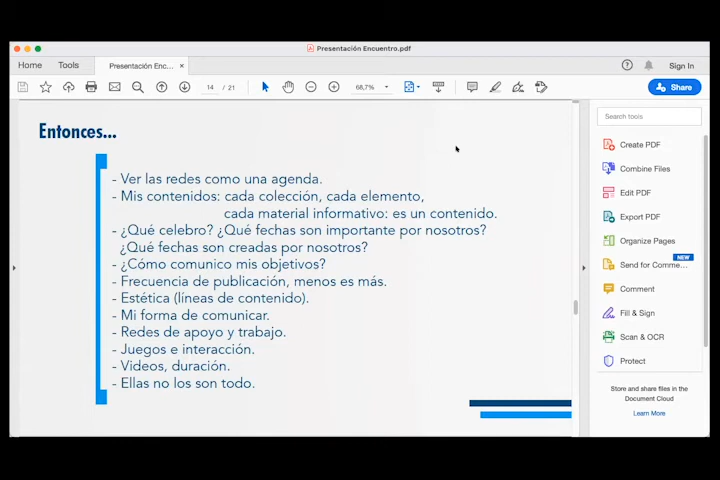 Presentación Encuentro.pdf
Home Tools Presentación Enc... × Sign In
14 / 21 68,7% Share
Entonces...
- Ver las redes como una agenda.
- Mis contenidos: cada colección, cada elemento,
cada material informativo: es un contenido.
- ¿Qué celebro? ¿Qué fechas son importante por nosotros?
¿Qué fechas son creadas por nosotros?
- ¿Cómo comunico mis objetivos?
- Frecuencia de publicación, menos es más.
- Estética (líneas de contenido).
- Mi forma de comunicar.
- Redes de apoyo y trabajo.
- Juegos e interacción.
- Videos, duración.
- Ellas no los son todo.
Search tools
Create PDF
Combine Files
Edit PDF
Export PDF
Organize Pages
NEW
Send for Comme...
Comment
Fill & Sign
Scan & OCR
Protect
Store and share files in the
Document Cloud
Learn More